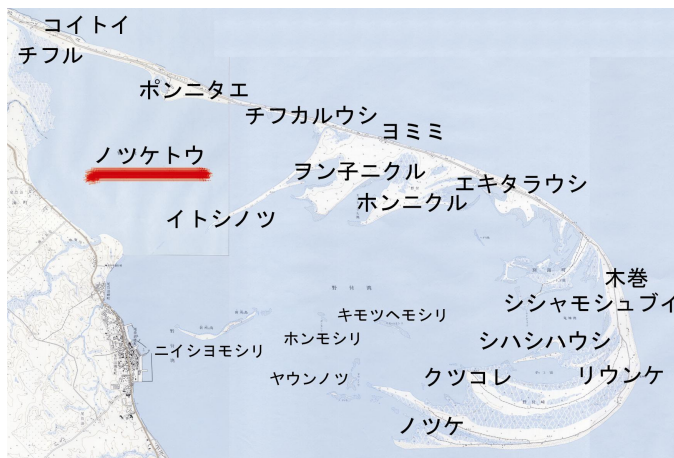 コイトイ
チフル
ポンニタエ
チフカルウシ
ヨミミ
ノツケトウ
ヲン子ニクル
エキタラウシ
ホンニクル
イトシノツ
木巻
シシャモシュブイ
キモツヘモシリ
シハシハウシ
ホンモシリ
ニイショモシリ
ヤウンノツ
クツコレ
リウンケ
ノツケ